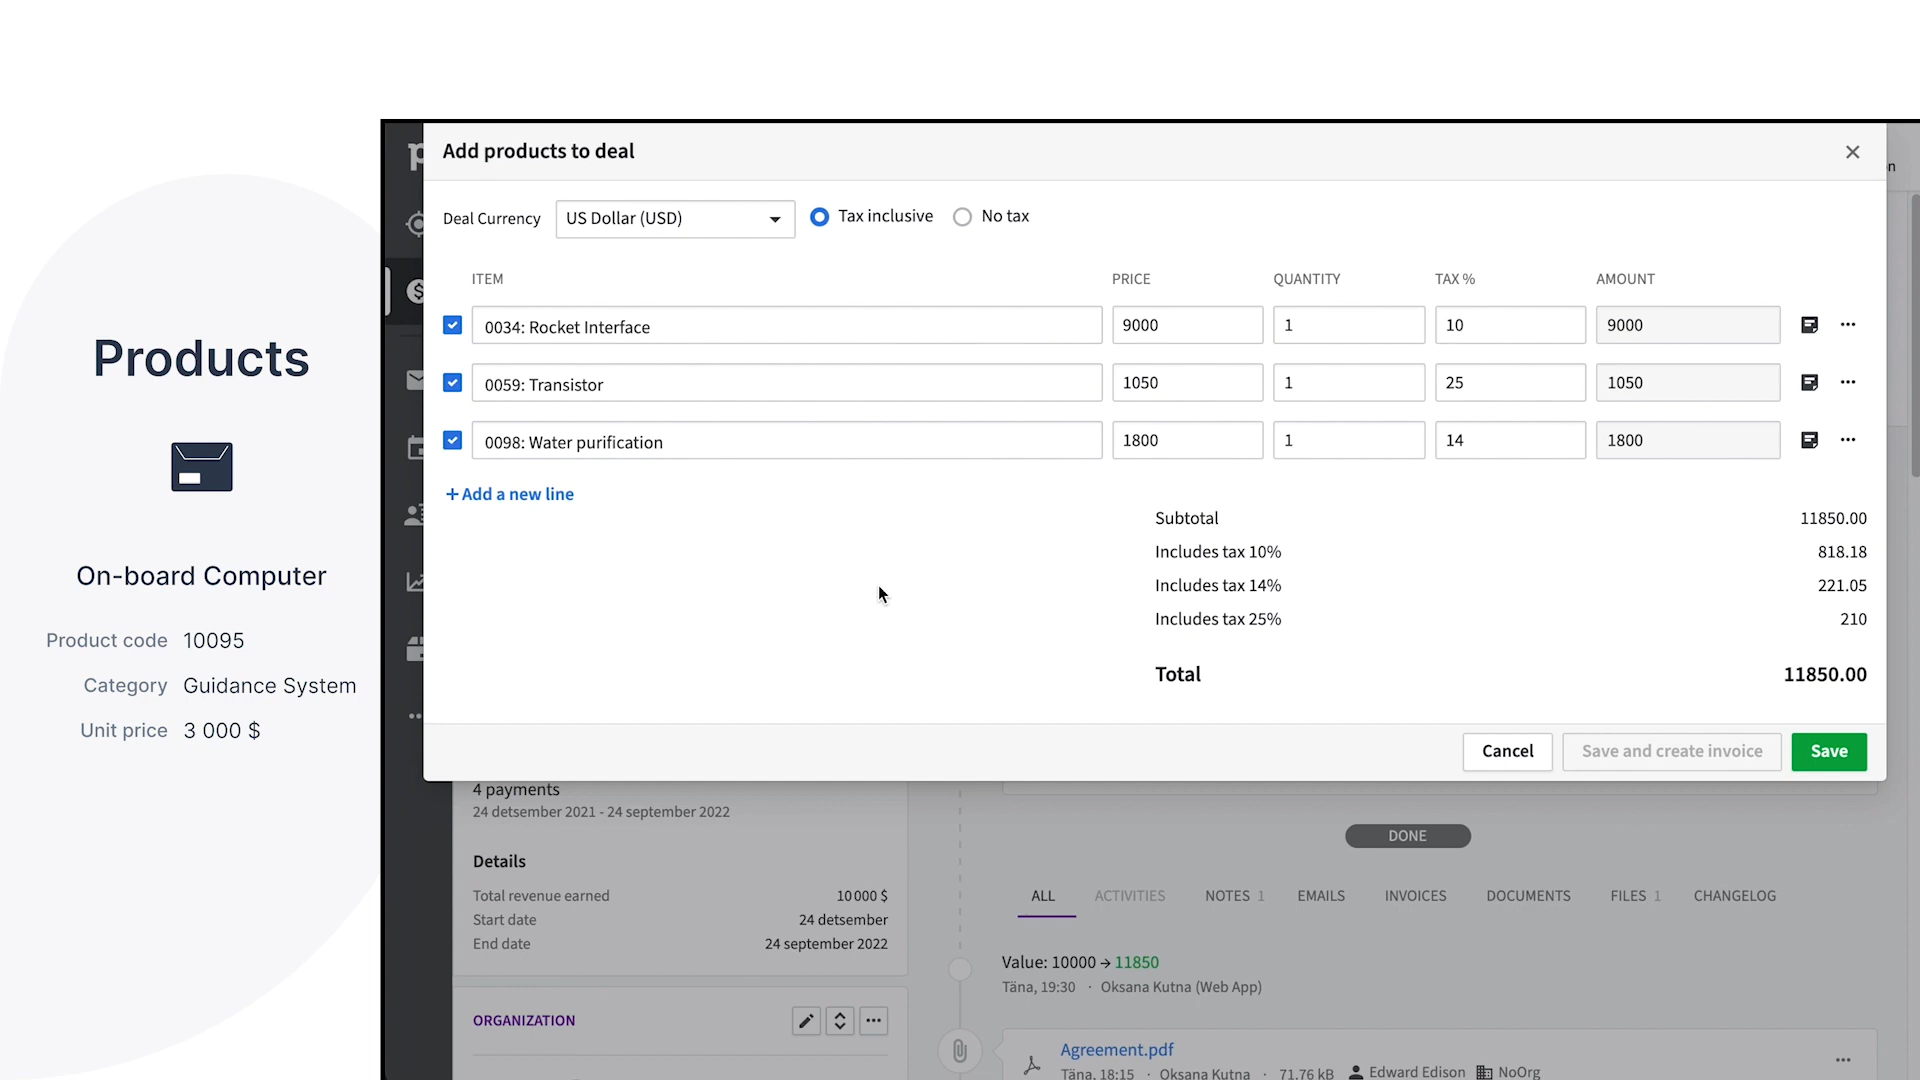 Products
On-board Computer
Product code 10095
Category Guidance System
Unit price 3 000 $
Add products to deal
Deal Currency US Dollar (USD) Tax inclusive No tax
ITEM PRICE QUANTITY TAX % AMOUNT
0034: Rocket Interface 9000 1 10 9000
0059: Transistor 1050 1 25 1050
0098: Water purification 1800 1 14 1800
+ Add a new line
Subtotal 11850.00
Includes tax 10% 818.18
Includes tax 14% 221.05
Includes tax 25% 210
Total 11850.00
Cancel Save and create invoice Save
4 payments
24 detsember 2021 - 24 september 2022
Details
Total revenue earned 10 000 $
Start date 24 detsember
End date 24 september 2022
ORGANIZATION
DONE
ALL ACTIVITIES NOTES 1 EMAILS INVOICES DOCUMENTS FILES 1 CHANGELOG
Value: 10000 → 11850
Täna, 19:30 · Oksana Kutna (Web App)
Agreement.pdf
Täna, 18:15 · Oksana Kutna · 71.76 kB Edward Edison NoOrg